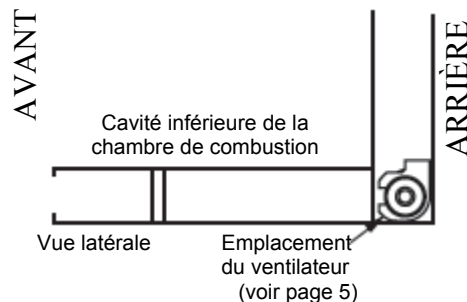 AVANT
ARRIÈRE
Cavité inférieure de la
chambre de combustion
Vue latérale
Emplacement
du ventilateur
(voir page 5)